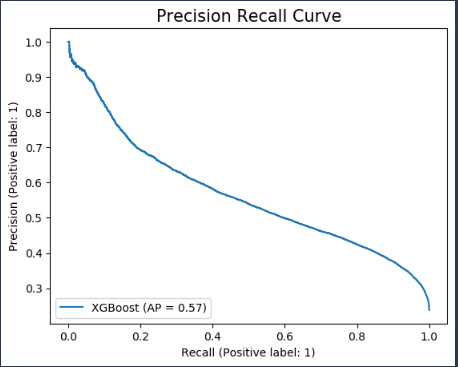 Precision Recall Curve
1.0
0.9
0.8
0.7
0.6
0.5
0.4
0.3
Precision (Positive label: 1)
XGBoost (AP = 0.57)
0.0 0.2 0.4 0.6 0.8 1.0
Recall (Positive label: 1)